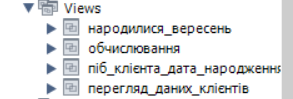 Views
народилися_вересень
обчислювання
піб_клієнта_дата_народження
перегляд_даних_клієнтів